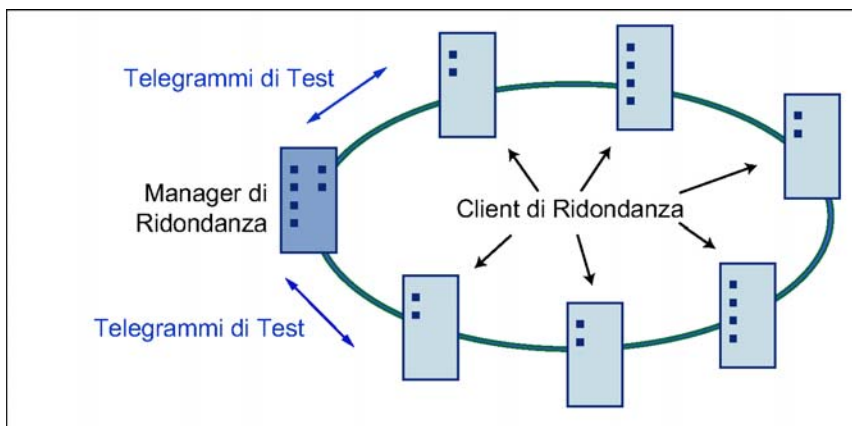 Telegrammi di Test
Manager di
Ridondanza
Client di Ridondanza
Telegrammi di Test